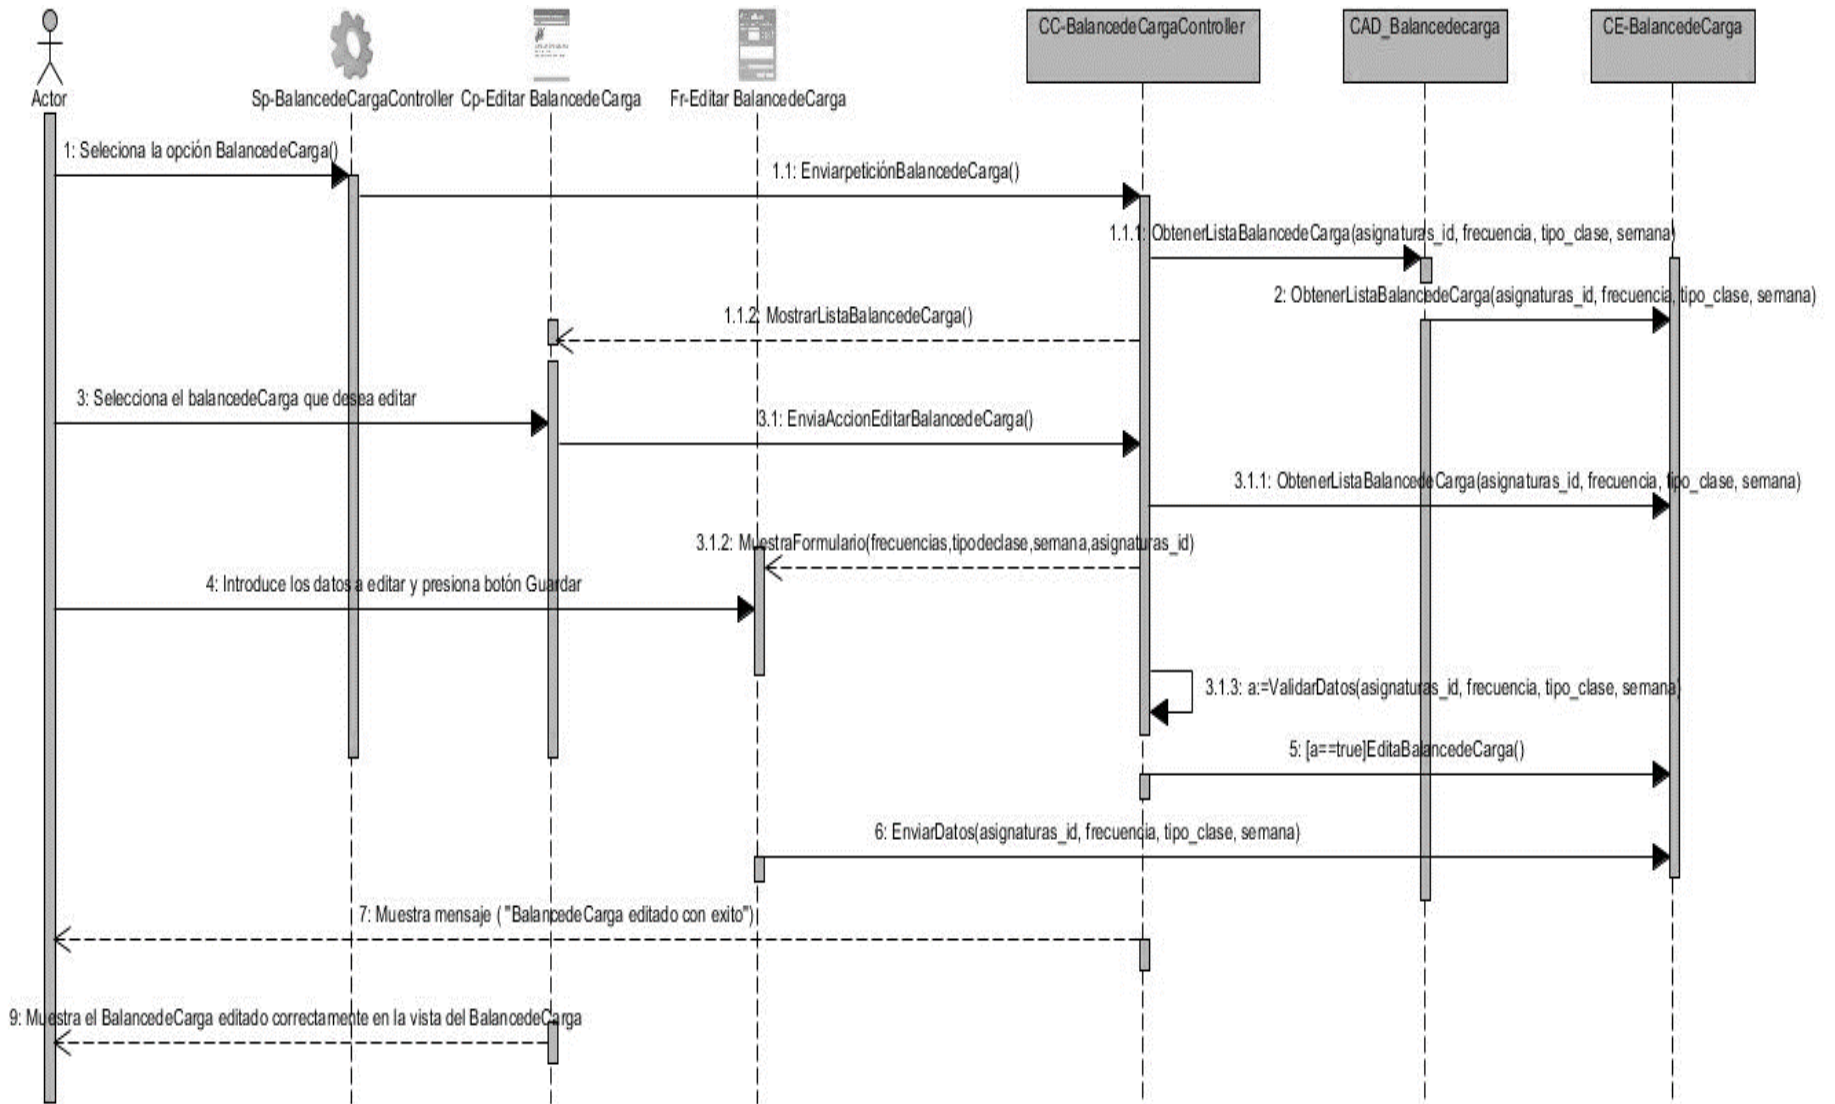 CC-BalancedeCargaController
CAD_Balancedecarga
CE-BalancedeCarga
Actor
Sp-BalancedeCargaController
Cp-Editar BalancedeCarga
Fr-Editar BalancedeCarga
1: Seleciona la opción BalancedeCarga()
1.1: EnviarpeticiónBalancedeCarga()
1.1.1: ObtenerListaBalancedeCarga(asignaturas_id, frecuencia, tipo_clase, semana)
2: ObtenerListaBalancedeCarga(asignaturas_id, frecuencia, tipo_clase, semana)
1.1.2: MostrarListaBalancedeCarga()
3: Selecciona el balancedeCarga que desea editar
3.1: EnviaAccionEditarBalancedeCarga()
3.1.1: ObtenerListaBalancedeCarga(asignaturas_id, frecuencia, tipo_clase, semana)
3.1.2: MuestraFormulario(frecuencias,tipodeclase,semana,asignaturas_id)
4: Introduce los datos a editar y presiona botón Guardar
3.1.3: a:=ValidarDatos(asignaturas_id, frecuencia, tipo_clase, semana)
5: [a==true]EditaBalancedeCarga()
6: EnviarDatos(asignaturas_id, frecuencia, tipo_clase, semana)
7: Muestra mensaje ( "BalancedeCarga editado con exito")
9: Muestra el BalancedeCarga editado correctamente en la vista del BalancedeCarga